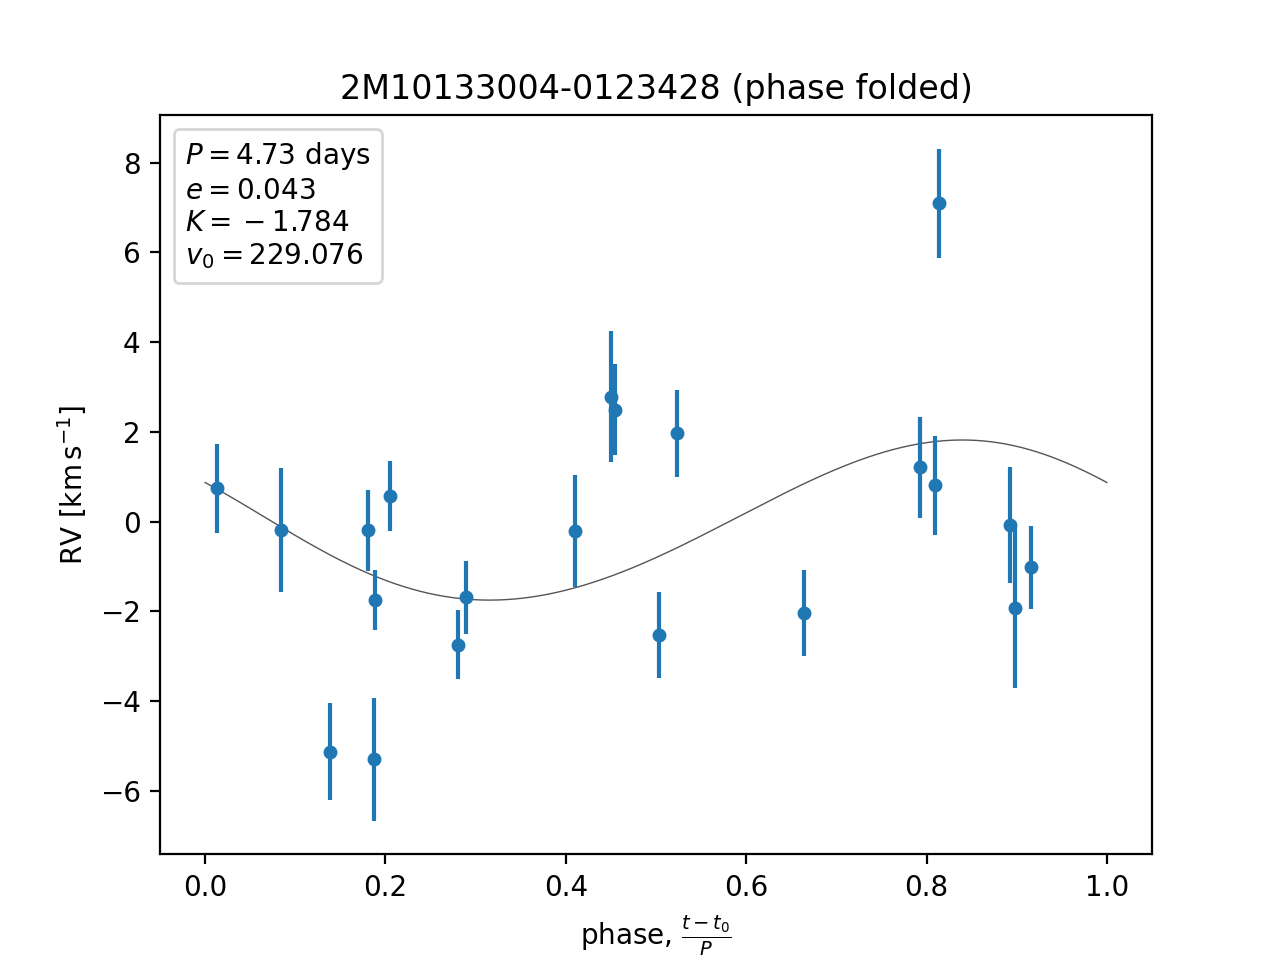 2M10133004-0123428 (phase folded)
P = 4.73 days
e = 0.043
K = −1.784
v₀ = 229.076
RV [km s⁻¹]
8
6
4
2
0
−2
−4
−6
0.0 0.2 0.4 0.6 0.8 1.0
phase, (t − t₀)/P